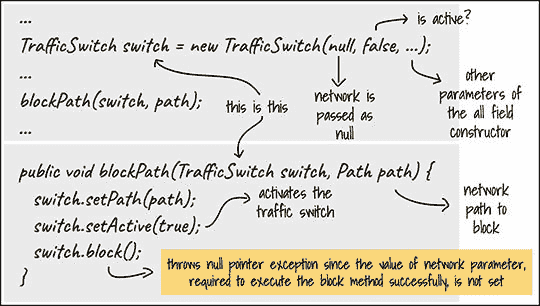 ...
is active?
TrafficSwitch switch = new TrafficSwitch(null, false, ...);
...
other
parameters of
the all field
constructor
network is
passed as
null
blockPath(switch, path);
this is this
...
public void blockPath(TrafficSwitch switch, Path path) {
switch.setPath(path);
activates the
traffic switch
network
path to
block
switch.setActive(true);
switch.block();
throws null pointer exception since the value of network parameter,
required to execute the block method successfully, is not set
}